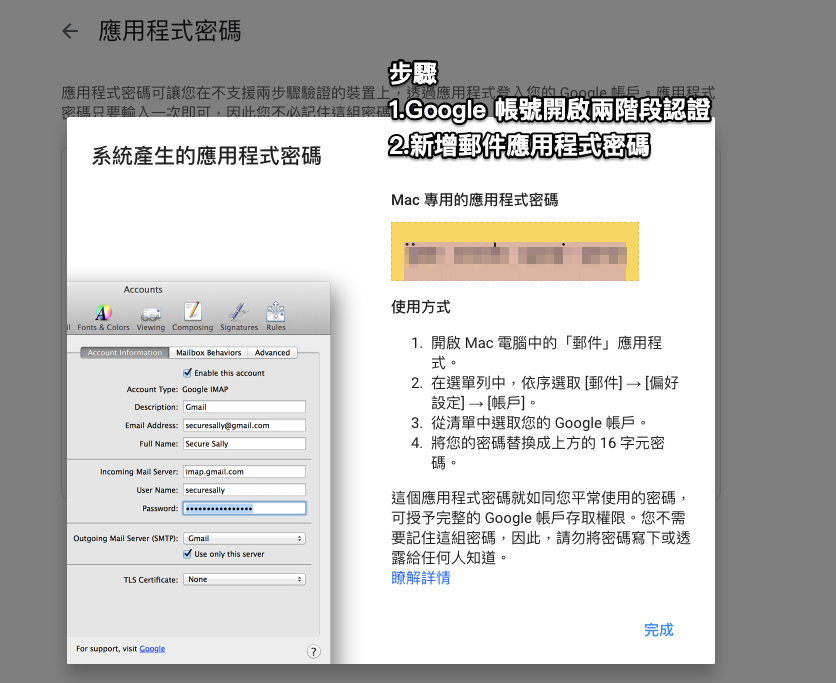 應用程式密碼
步驟
應用程式密碼可讓您在不支援兩步驟驗證的裝置上，透過應用程式登入您的 Google 帳戶。應用程式
密碼只要輸入一次即可，因此您不必記住這組密碼
1.Google 帳號開啟兩階段認證
2.新增郵件應用程式密碼
系統產生的應用程式密碼
Mac 專用的應用程式密碼
使用方式
1. 開啟 Mac 電腦中的「郵件」應用程
式。
2. 在選單列中，依序選取 [郵件] → [偏好
設定] → [帳戶]。
3. 從清單中選取您的 Google 帳戶。
4. 將您的密碼替換成上方的 16 字元密
碼。
這個應用程式密碼就如同您平常使用的密碼，
可授予完整的 Google 帳戶存取權限。您不需
要記住這組密碼，因此，請勿將密碼寫下或透
露給任何人知道。
瞭解詳情
完成
Accounts
Fonts & Colors Viewing Composing Signatures Rules
Account Information Mailbox Behaviors Advanced
Enable this account
Account Type: Google IMAP
Description: Gmail
Email Address: securesally@gmail.com
Full Name: Secure Sally
Incoming Mail Server: imap.gmail.com
User Name: securesally
Password: ••••••••••••••••
Outgoing Mail Server (SMTP): Gmail
Use only this server
TLS Certificate: None
For support, visit Google
?